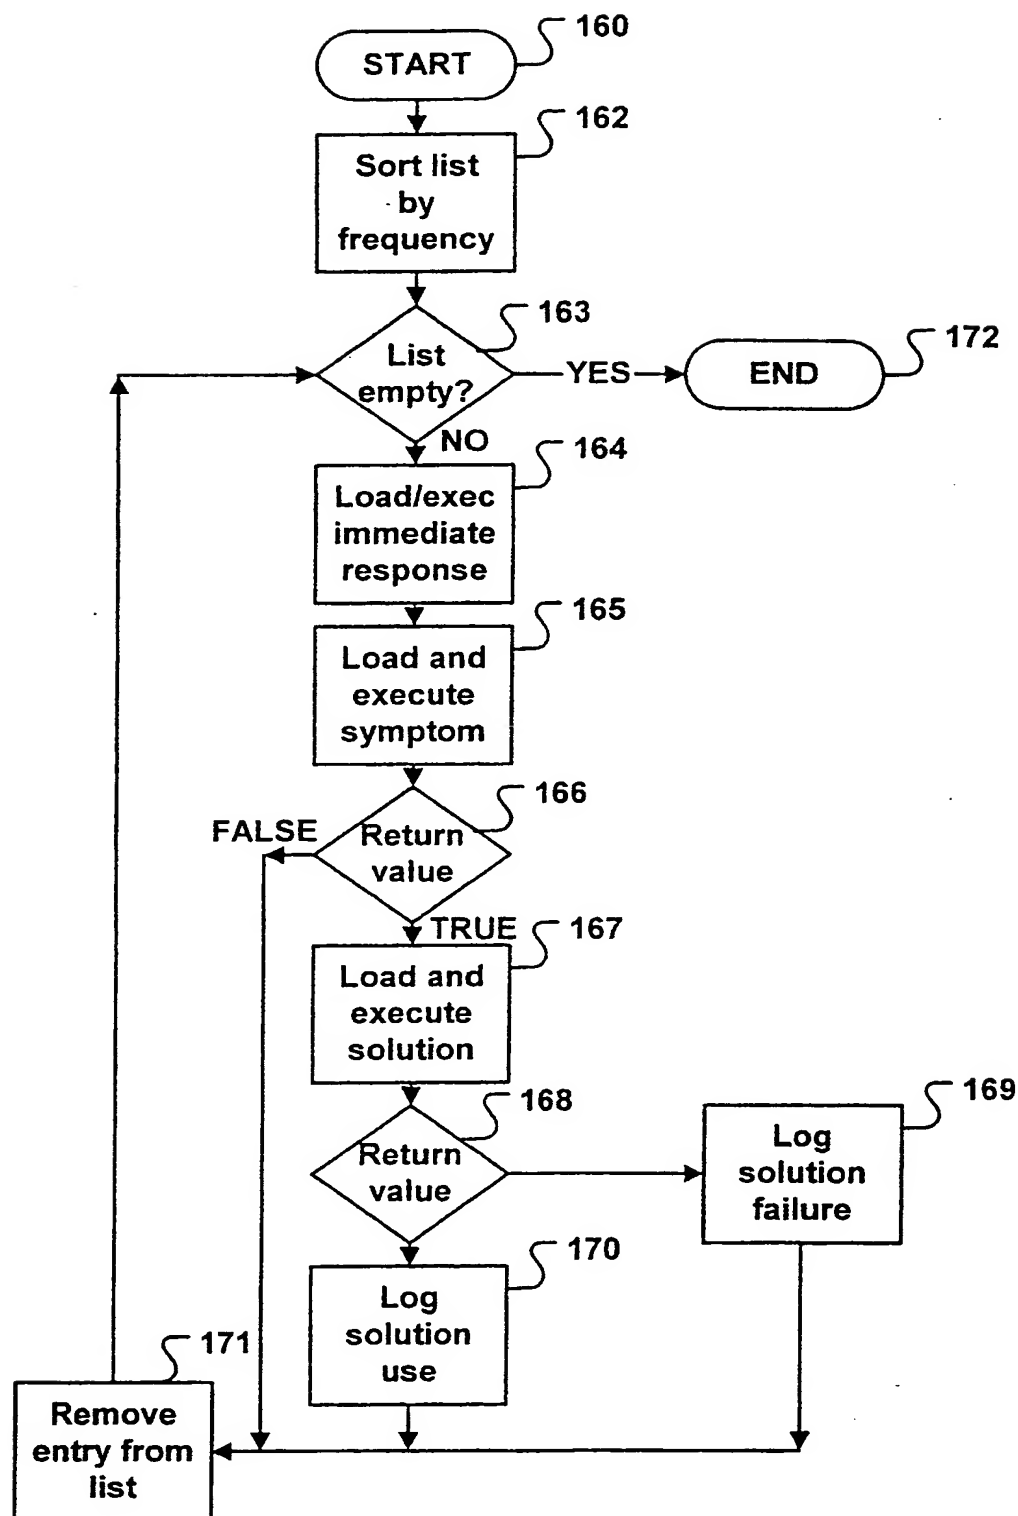 160
START
162
Sort list
by
frequency
163
List
empty?
YES
END
172
NO
164
Load/exec
immediate
response
165
Load and
execute
symptom
166
FALSE
Return
value
TRUE
167
Load and
execute
solution
168
Return
value
169
Log
solution
failure
170
Log
solution
use
171
Remove
entry from
list